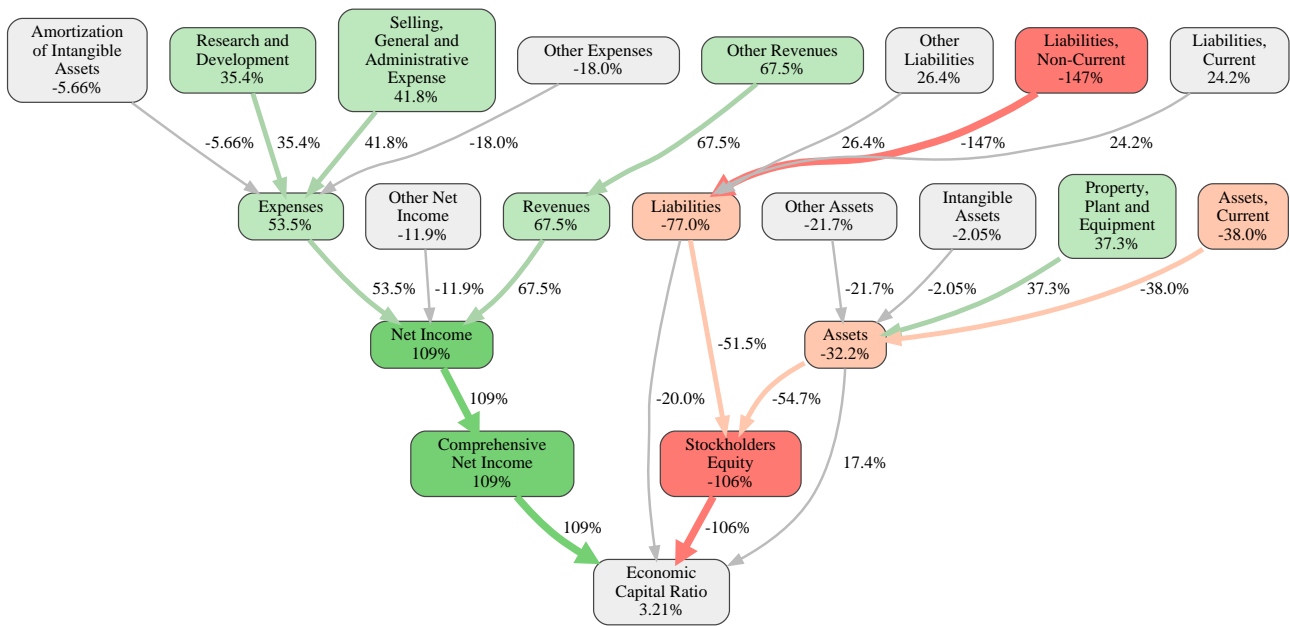 Amortization
of Intangible
Assets
-5.66%
Research and
Development
35.4%
Selling,
General and
Administrative
Expense
41.8%
Other Expenses
-18.0%
Other Revenues
67.5%
Other
Liabilities
26.4%
Liabilities,
Non-Current
-147%
Liabilities,
Current
24.2%
-5.66%
35.4%
41.8%
-18.0%
67.5%
26.4%
-147%
24.2%
Expenses
53.5%
Other Net
Income
-11.9%
Revenues
67.5%
Liabilities
-77.0%
Other Assets
-21.7%
Intangible
Assets
-2.05%
Property,
Plant and
Equipment
37.3%
Assets,
Current
-38.0%
53.5%
-11.9%
67.5%
-21.7%
-2.05%
37.3%
-38.0%
Net Income
109%
-51.5%
Assets
-32.2%
109%
-20.0%
-54.7%
Comprehensive
Net Income
109%
Stockholders
Equity
-106%
17.4%
109%
-106%
Economic
Capital Ratio
3.21%